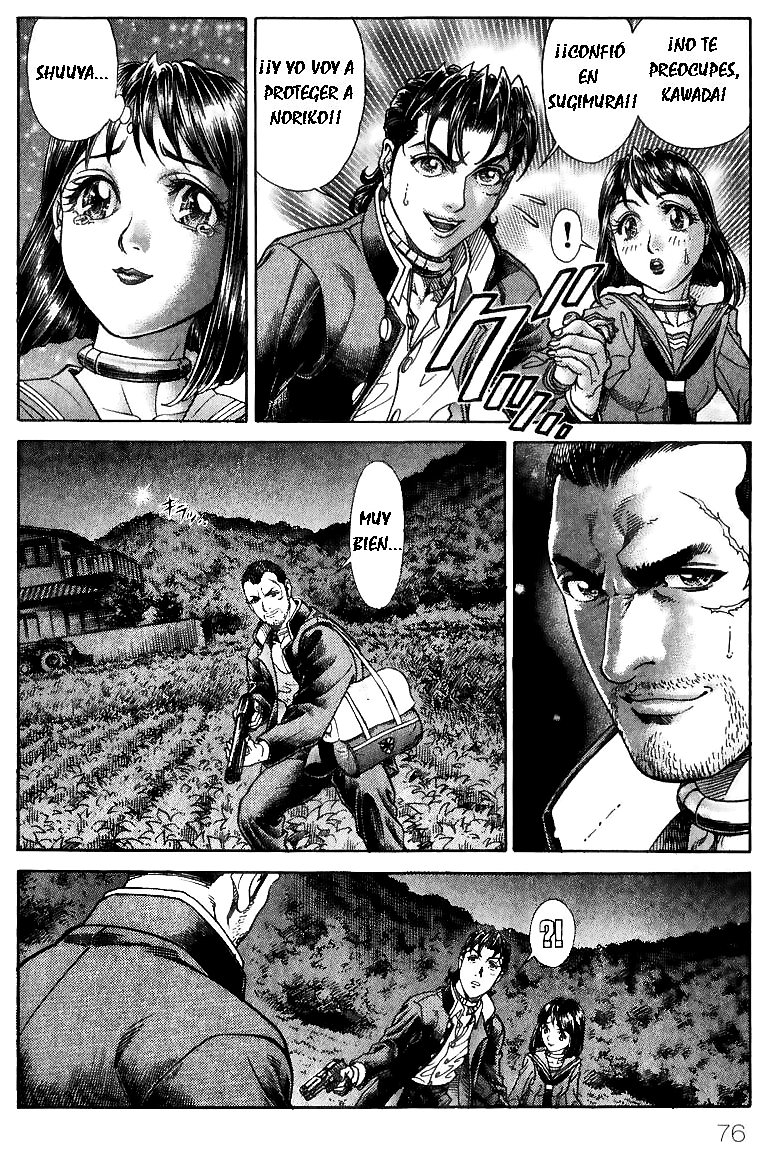 ¡NO TE
PREOCUPES,
KAWADA!
¡¡CONFIÓ
EN
SUGIMURA¡¡
¡¡Y YO VOY A
PROTEGER A
NORIKO¡¡
!
SHUUYA...
MUY
BIEN...
?!
76